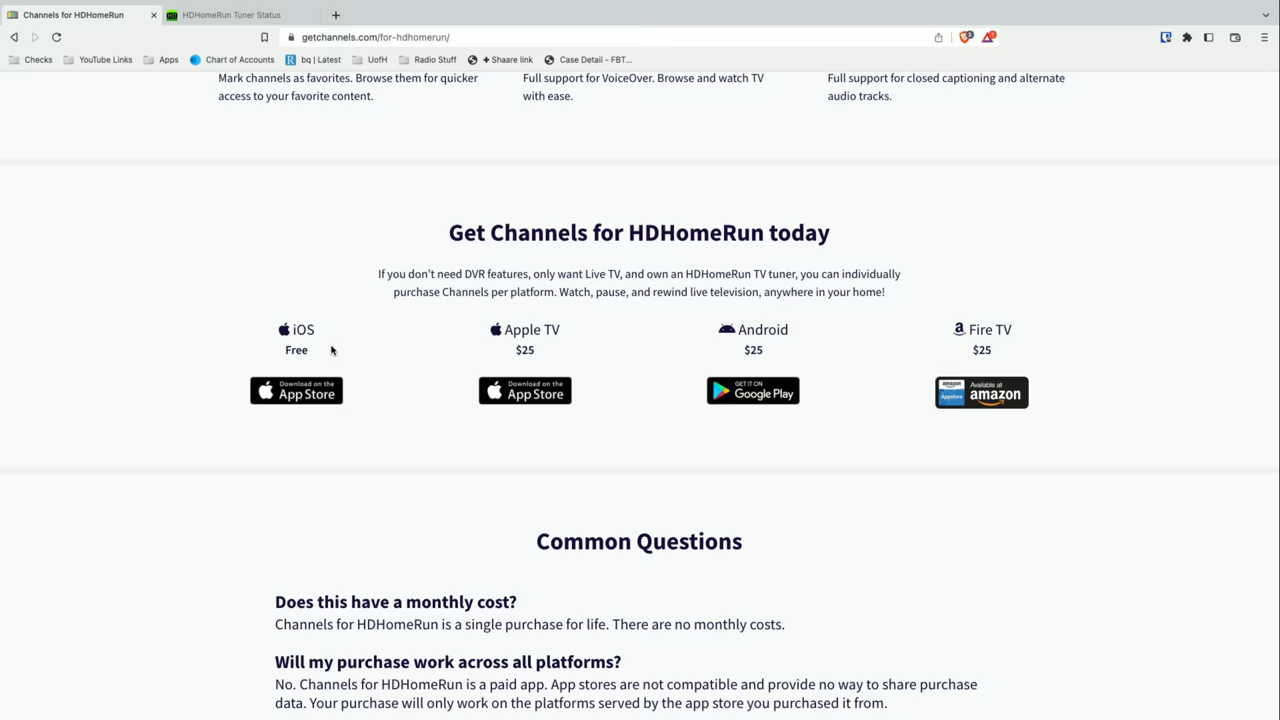 Channels for HDHomeRun
HDHomeRun Tuner Status
getchannels.com/for-hdhomerun/
Checks
YouTube Links
Apps
Chart of Accounts
bq | Latest
UofH
Radio Stuff
+ Shaare link
Case Detail - FBT...
Mark channels as favorites. Browse them for quicker
access to your favorite content.
Full support for VoiceOver. Browse and watch TV
with ease.
Full support for closed captioning and alternate
audio tracks.
Get Channels for HDHomeRun today
If you don't need DVR features, only want Live TV, and own an HDHomeRun TV tuner, you can individually
purchase Channels per platform. Watch, pause, and rewind live television, anywhere in your home!
iOS
Free
Download on the
App Store
Apple TV
$25
Download on the
App Store
Android
$25
GET IT ON
Google Play
Fire TV
$25
amazon
Appstore
Available at
amazon
Common Questions
Does this have a monthly cost?
Channels for HDHomeRun is a single purchase for life. There are no monthly costs.
Will my purchase work across all platforms?
No. Channels for HDHomeRun is a paid app. App stores are not compatible and provide no way to share purchase
data. Your purchase will only work on the platforms served by the app store you purchased it from.